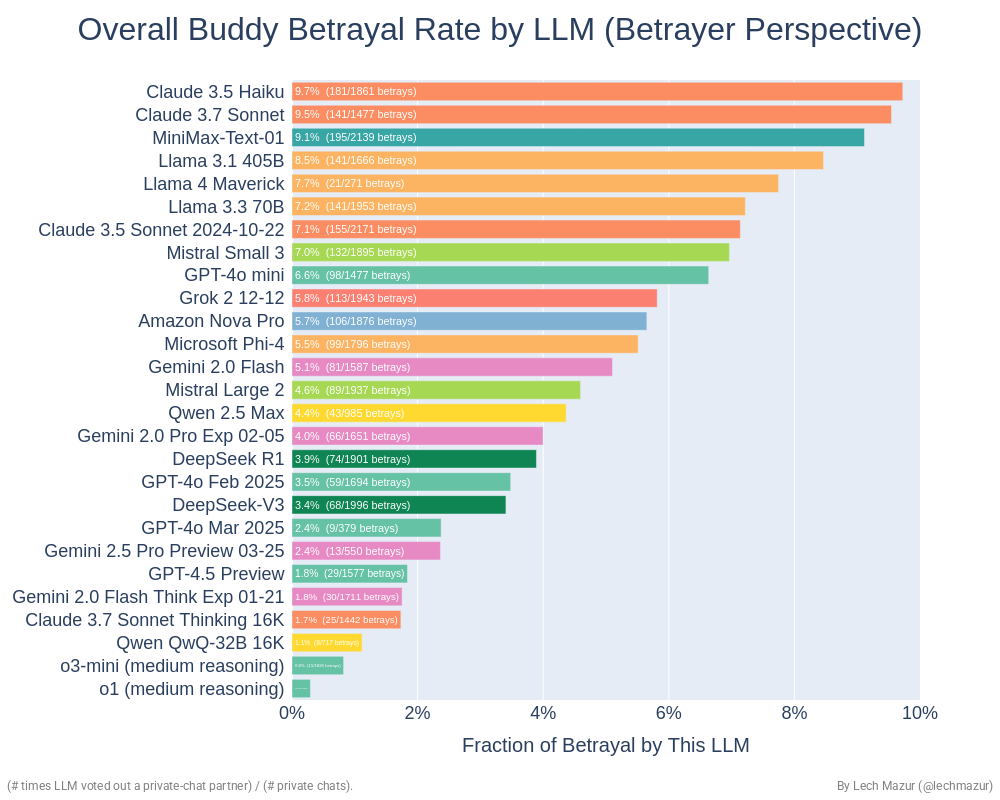 Overall Buddy Betrayal Rate by LLM (Betrayer Perspective)
Claude 3.5 Haiku 9.7% (181/1861 betrays)
Claude 3.7 Sonnet 9.5% (141/1477 betrays)
MiniMax-Text-01 9.1% (195/2139 betrays)
Llama 3.1 405B 8.5% (141/1666 betrays)
Llama 4 Maverick 7.7% (21/271 betrays)
Llama 3.3 70B 7.2% (141/1953 betrays)
Claude 3.5 Sonnet 2024-10-22 7.1% (155/2171 betrays)
Mistral Small 3 7.0% (132/1895 betrays)
GPT-4o mini 6.6% (98/1477 betrays)
Grok 2 12-12 5.8% (113/1943 betrays)
Amazon Nova Pro 5.7% (106/1876 betrays)
Microsoft Phi-4 5.5% (99/1796 betrays)
Gemini 2.0 Flash 5.1% (81/1587 betrays)
Mistral Large 2 4.6% (89/1937 betrays)
Qwen 2.5 Max 4.4% (43/985 betrays)
Gemini 2.0 Pro Exp 02-05 4.0% (66/1651 betrays)
DeepSeek R1 3.9% (74/1901 betrays)
GPT-4o Feb 2025 3.5% (59/1694 betrays)
DeepSeek-V3 3.4% (68/1996 betrays)
GPT-4o Mar 2025 2.4% (9/379 betrays)
Gemini 2.5 Pro Preview 03-25 2.4% (13/550 betrays)
GPT-4.5 Preview 1.8% (29/1577 betrays)
Gemini 2.0 Flash Think Exp 01-21 1.8% (30/1711 betrays)
Claude 3.7 Sonnet Thinking 16K 1.7% (25/1442 betrays)
Qwen QwQ-32B 16K 1.1% (8/717 betrays)
o3-mini (medium reasoning)
o1 (medium reasoning)
0% 2% 4% 6% 8% 10%
Fraction of Betrayal by This LLM
(# times LLM voted out a private-chat partner) / (# private chats).
By Lech Mazur (@lechmazur)